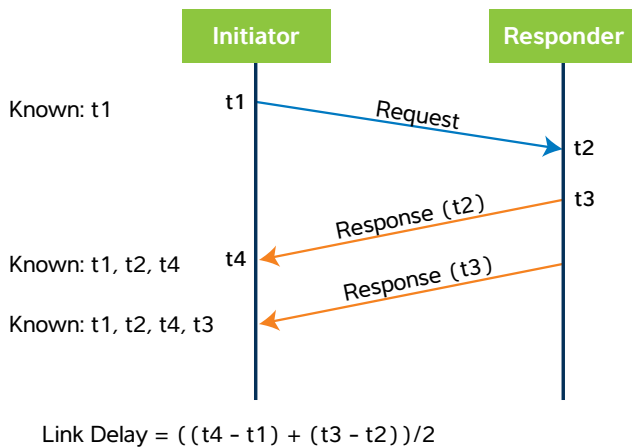 Initiator
Responder
Known: t1
t1
Request
t2
t3
Response (t2)
Known: t1, t2, t4
t4
Response (t3)
Known: t1, t2, t4, t3
Link Delay = ((t4 - t1) + (t3 - t2))/2